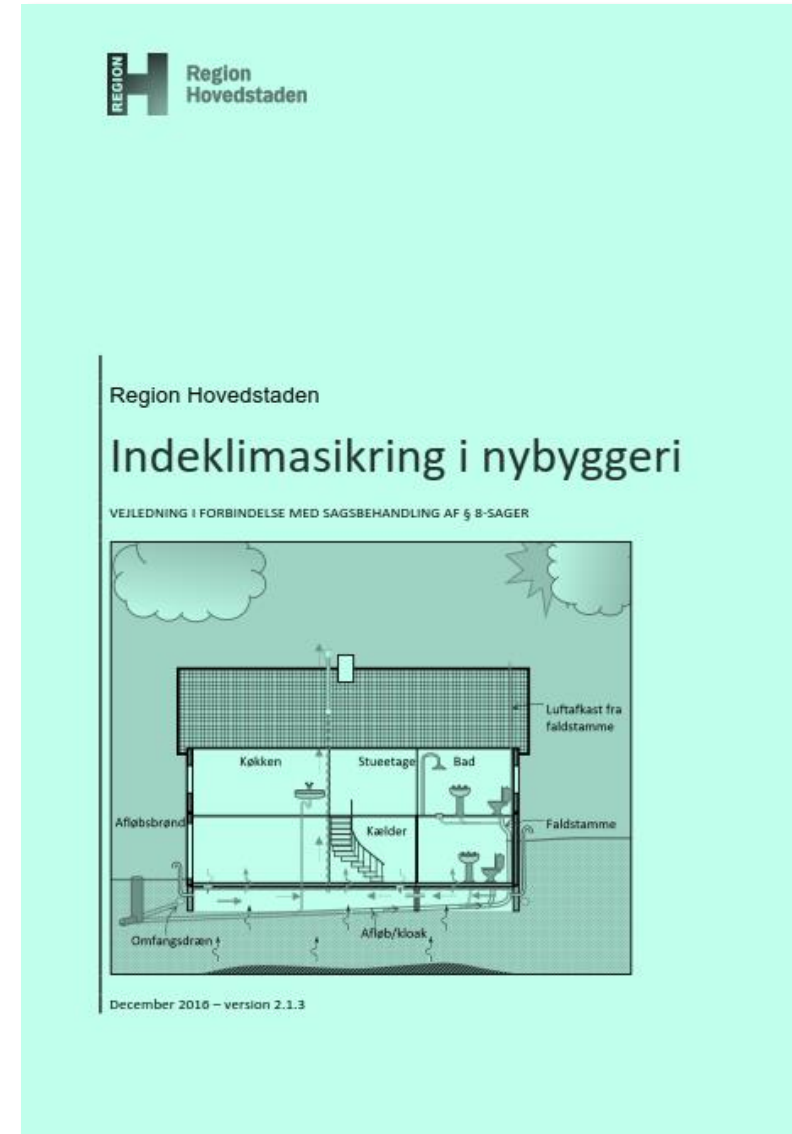 REGION
H
Region
Hovedstaden
Region Hovedstaden
Indeklimasikring i nybyggeri
VEJLEDNING I FORBINDELSE MED SAGSBEHANDLING AF § 8-SAGER
Luftafkast fra
faldstamme
Køkken
Stueetage
Bad
Afløbsbrønd
Kælder
Faldstamme
Omfangsdræn
Afløb/kloak
December 2016 – version 2.1.3